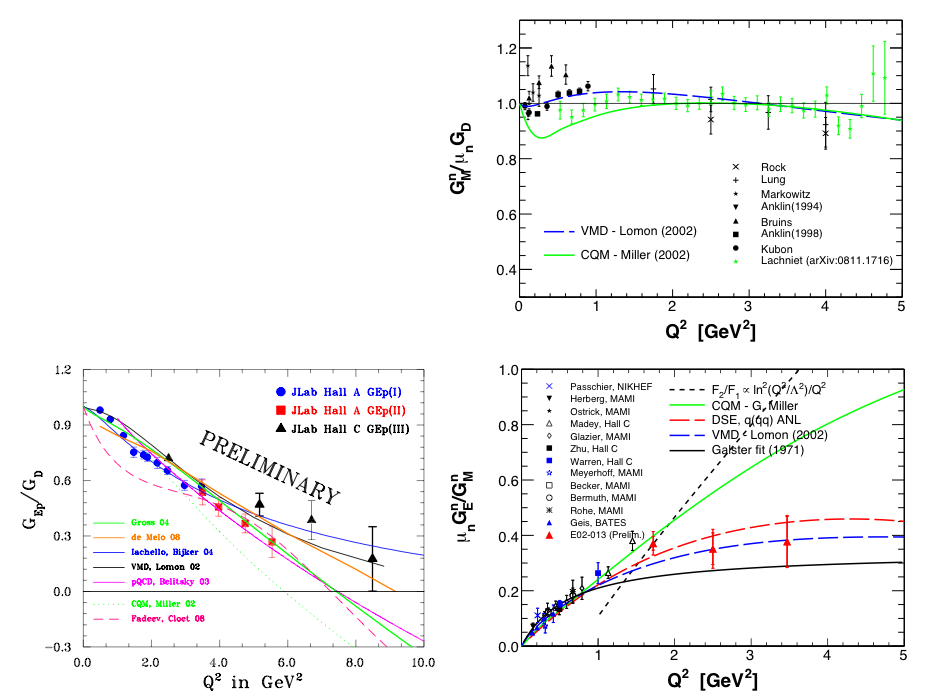 1.2
1.0
0.8
0.6
0.4
G_M^n/μ_nG_D
Rock
Lung
Markowitz
Anklin(1994)
Bruins
Anklin(1998)
Kubon
Lachniet (arXiv:0811.1716)
VMD - Lomon (2002)
CQM - Miller (2002)
0 1 2 3 4 5
Q² [GeV²]
1.2
0.9
0.6
0.3
0.0
−0.3
G_Ep/G_D
JLab Hall A GEp(I)
JLab Hall A GEp(II)
JLab Hall C GEp(III)
PRELIMINARY
Gross 04
de Melo 08
Iachello, Bijker 04
VMD, Lomon 02
pQCD, Belitsky 03
CQM, Miller 02
Fadeev, Cloet 08
0.0 2.0 4.0 6.0 8.0 10.0
Q² in GeV²
1.0
0.8
0.6
0.4
0.2
0.0
μ_nG_E^n/G_M^n
Passchier, NIKHEF
Herberg, MAMI
Ostrick, MAMI
Madey, Hall C
Glazier, MAMI
Zhu, Hall C
Warren, Hall C
Meyerhoff, MAMI
Becker, MAMI
Bermuth, MAMI
Rohe, MAMI
Geis, BATES
E02-013 (Prelim.)
F₂/F₁ ∝ ln²(Q²/Λ²)/Q²
CQM - G. Miller
DSE, q(qq) ANL
VMD - Lomon (2002)
Galster fit (1971)
1 2 3 4 5
Q² [GeV²]